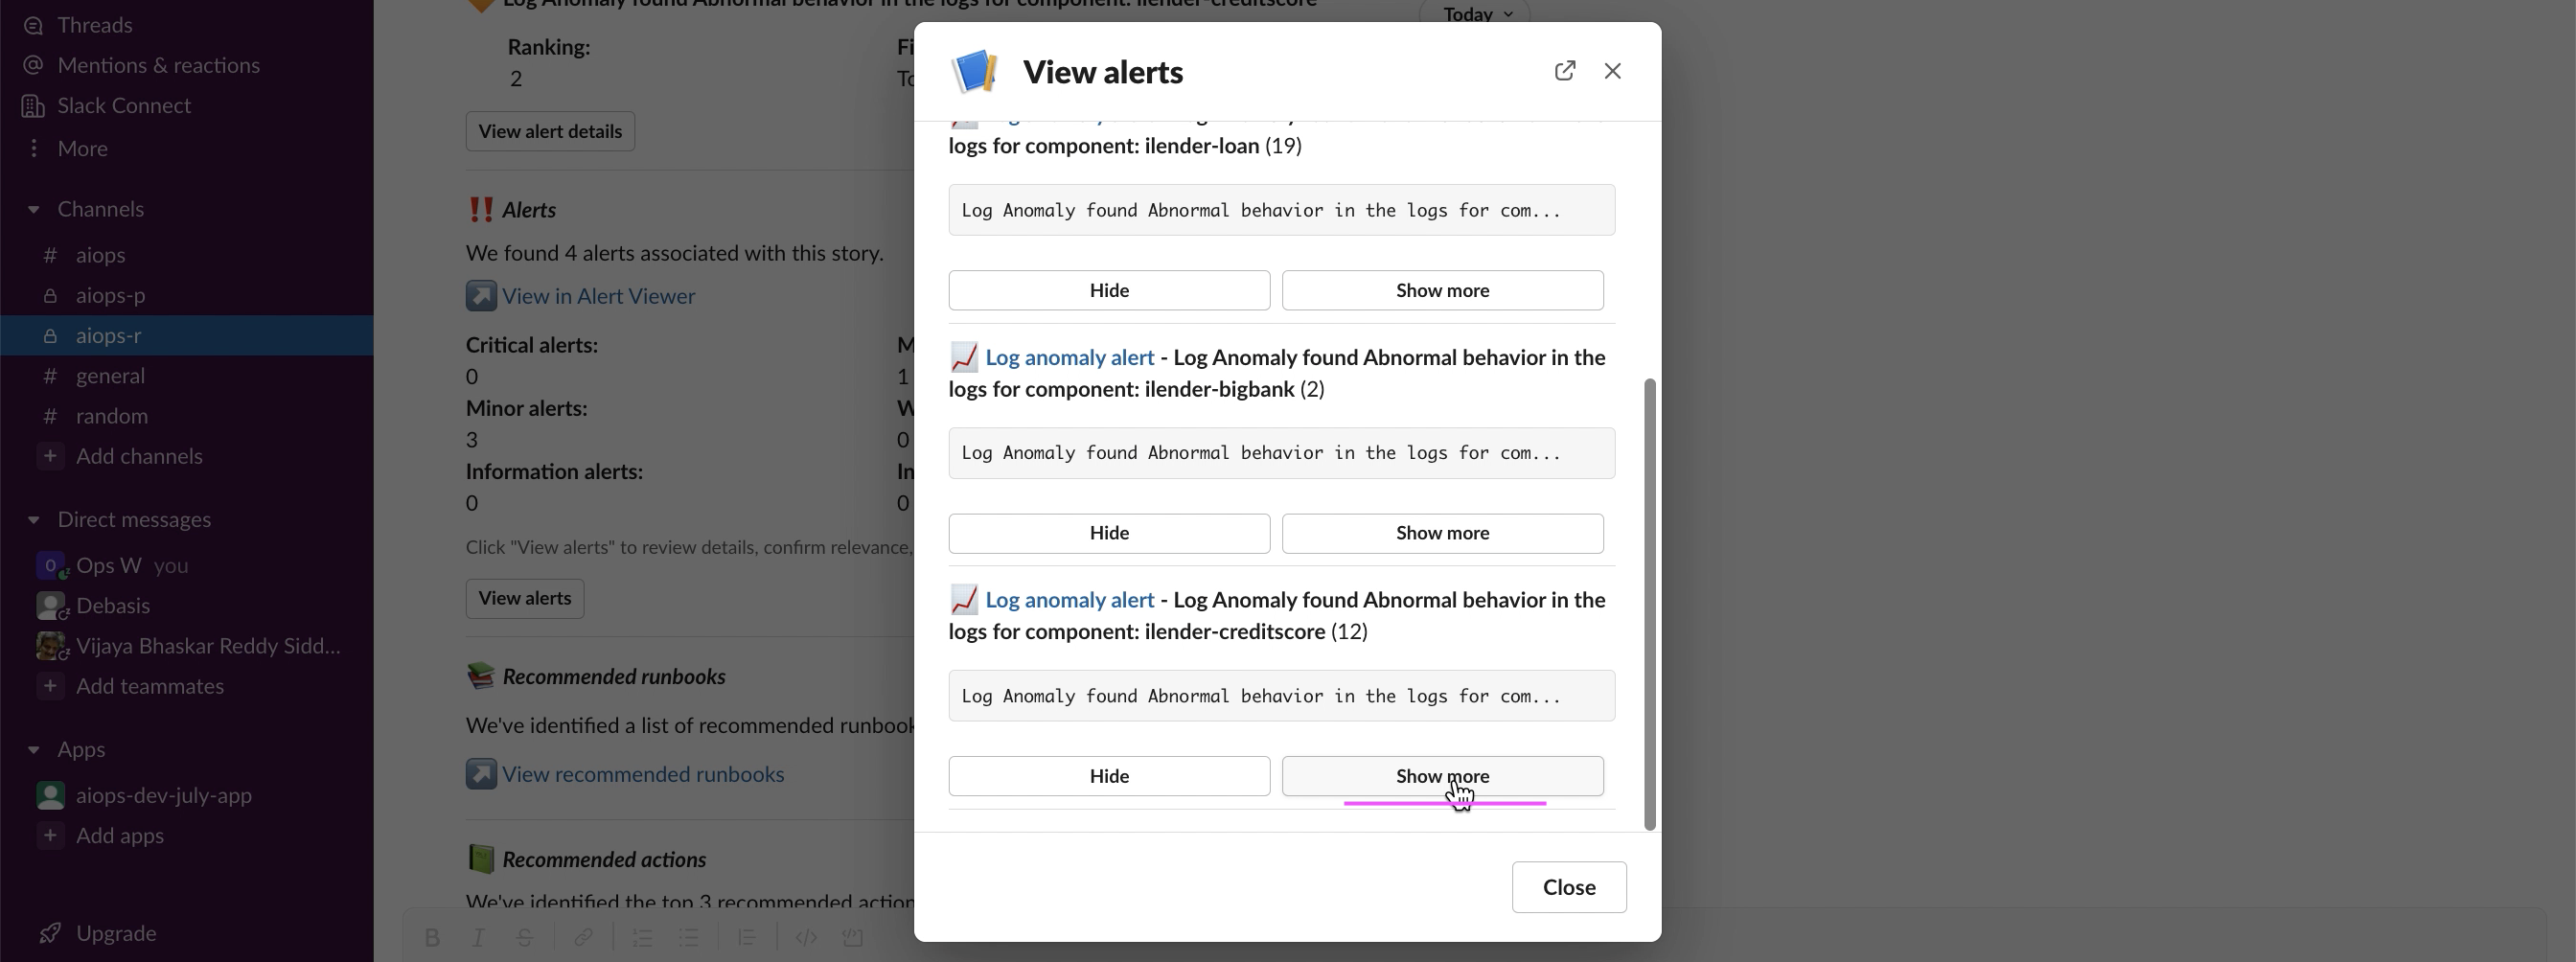 Threads
Mentions & reactions
Slack Connect
More
Channels
# aiops
aiops-p
aiops-r
# general
# random
+ Add channels
Direct messages
O Ops W you
Debasis
Vijaya Bhaskar Reddy Sidd...
+ Add teammates
Apps
aiops-dev-july-app
+ Add apps
Upgrade
Log Anomaly found Abnormal behavior in the logs for component: ilender-creditscore
Today
Ranking:
2
View alert details
Alerts
We found 4 alerts associated with this story.
View in Alert Viewer
Critical alerts:
0
1
Minor alerts:
3
0
Information alerts:
0
0
Click "View alerts" to review details, confirm relevance,
View alerts
Recommended runbooks
We've identified a list of recommended runbook
View recommended runbooks
Recommended actions
We've identified the top 3 recommended action
View alerts
logs for component: ilender-loan (19)
Log Anomaly found Abnormal behavior in the logs for com...
Hide Show more
Log anomaly alert - Log Anomaly found Abnormal behavior in the
logs for component: ilender-bigbank (2)
Log Anomaly found Abnormal behavior in the logs for com...
Hide Show more
Log anomaly alert - Log Anomaly found Abnormal behavior in the
logs for component: ilender-creditscore (12)
Log Anomaly found Abnormal behavior in the logs for com...
Hide Show more
Close